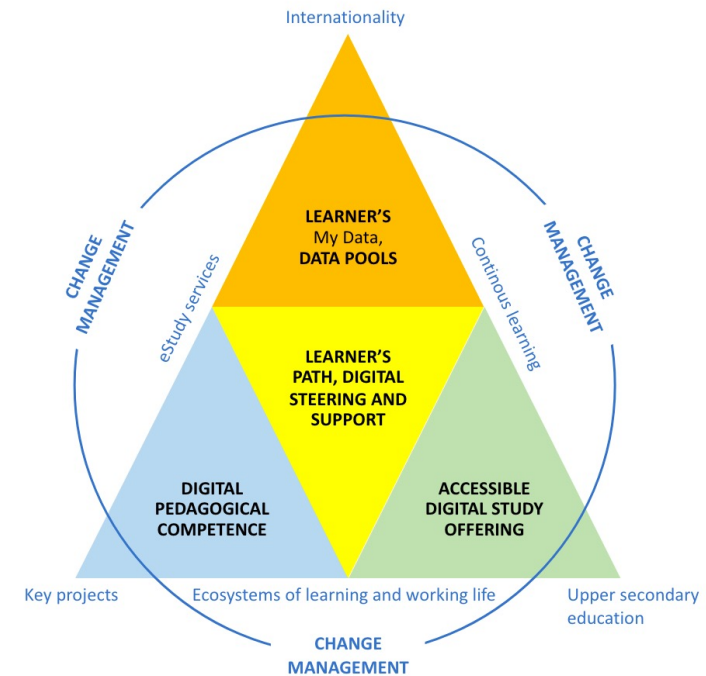 Internationality
LEARNER'S
My Data,
DATA POOLS
CHANGE
MANAGEMENT
CHANGE
MANAGEMENT
eStudy services
Continous learning
LEARNER'S
PATH, DIGITAL
STEERING AND
SUPPORT
DIGITAL
PEDAGOGICAL
COMPETENCE
ACCESSIBLE
DIGITAL STUDY
OFFERING
Key projects
Ecosystems of learning and working life
Upper secondary
education
CHANGE
MANAGEMENT